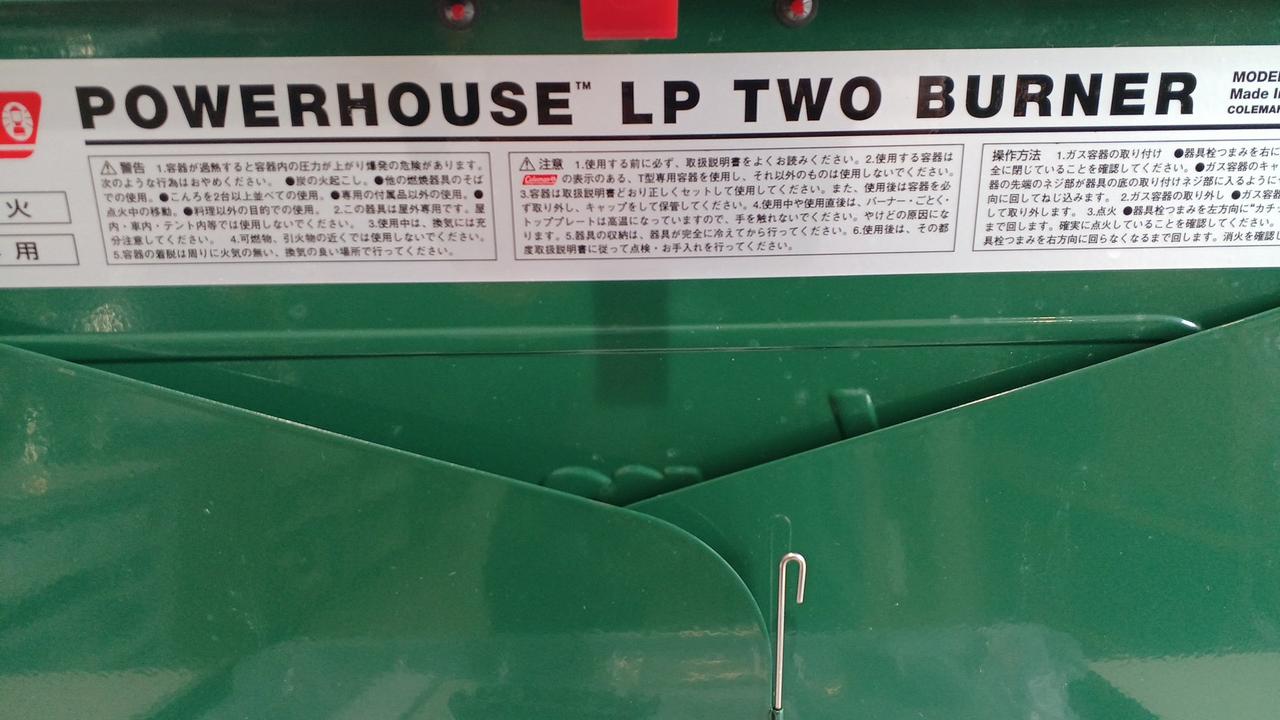 POWERHOUSE™ LP TWO BURNER
MODE
Made In
COLEMAN
火
用
警告 1.容器が過熱すると容器内の圧力が上がり爆発の危険があります。
次のような行為はおやめください。 ●炭の火起こし。●他の燃焼器具のそば
での使用。●こんろを2台以上並べての使用。●専用の付属品以外の使用。●
点火中の移動。●料理以外の目的での使用。 2.この器具は屋外専用です。屋
内・車内・テント内等では使用しないでください。 3.使用中は、換気には充
分注意してください。 4.可燃物、引火物の近くでは使用しないでください。
5.容器の着脱は周りに火気の無い、換気の良い場所で行ってください。
注意 1.使用する前に必ず、取扱説明書をよくお読みください。2.使用する容器は
Coleman の表示のある、T型専用容器を使用し、それ以外のものは使用しないでください。
3.容器は取扱説明書どおり正しくセットして使用してください。また、使用後は容器を必
ず取り外し、キャップをして保管してください。4.使用中や使用直後は、バーナー・ごとく・
トッププレートは高温になっていますので、手を触れないでください。やけどの原因にな
ります。5.器具の収納は、器具が完全に冷えてから行ってください。6.使用後は、その都
度取扱説明書に従って点検・お手入れを行ってください。
操作方法 1.ガス容器の取り付け ●器具栓つまみを右に
全に閉じていることを確認してください。●ガス容器のキャ
器の先端のネジ部が器具の底の取り付けネジ部に入るように
向に回してねじ込みます。 2.ガス容器の取り外し ●ガス容
して取り外します。 3.点火 ●器具栓つまみを左方向に"カチ
まで回します。確実に点火していることを確認してください。
具栓つまみを右方向に回らなくなるまで回します。消火を確認し